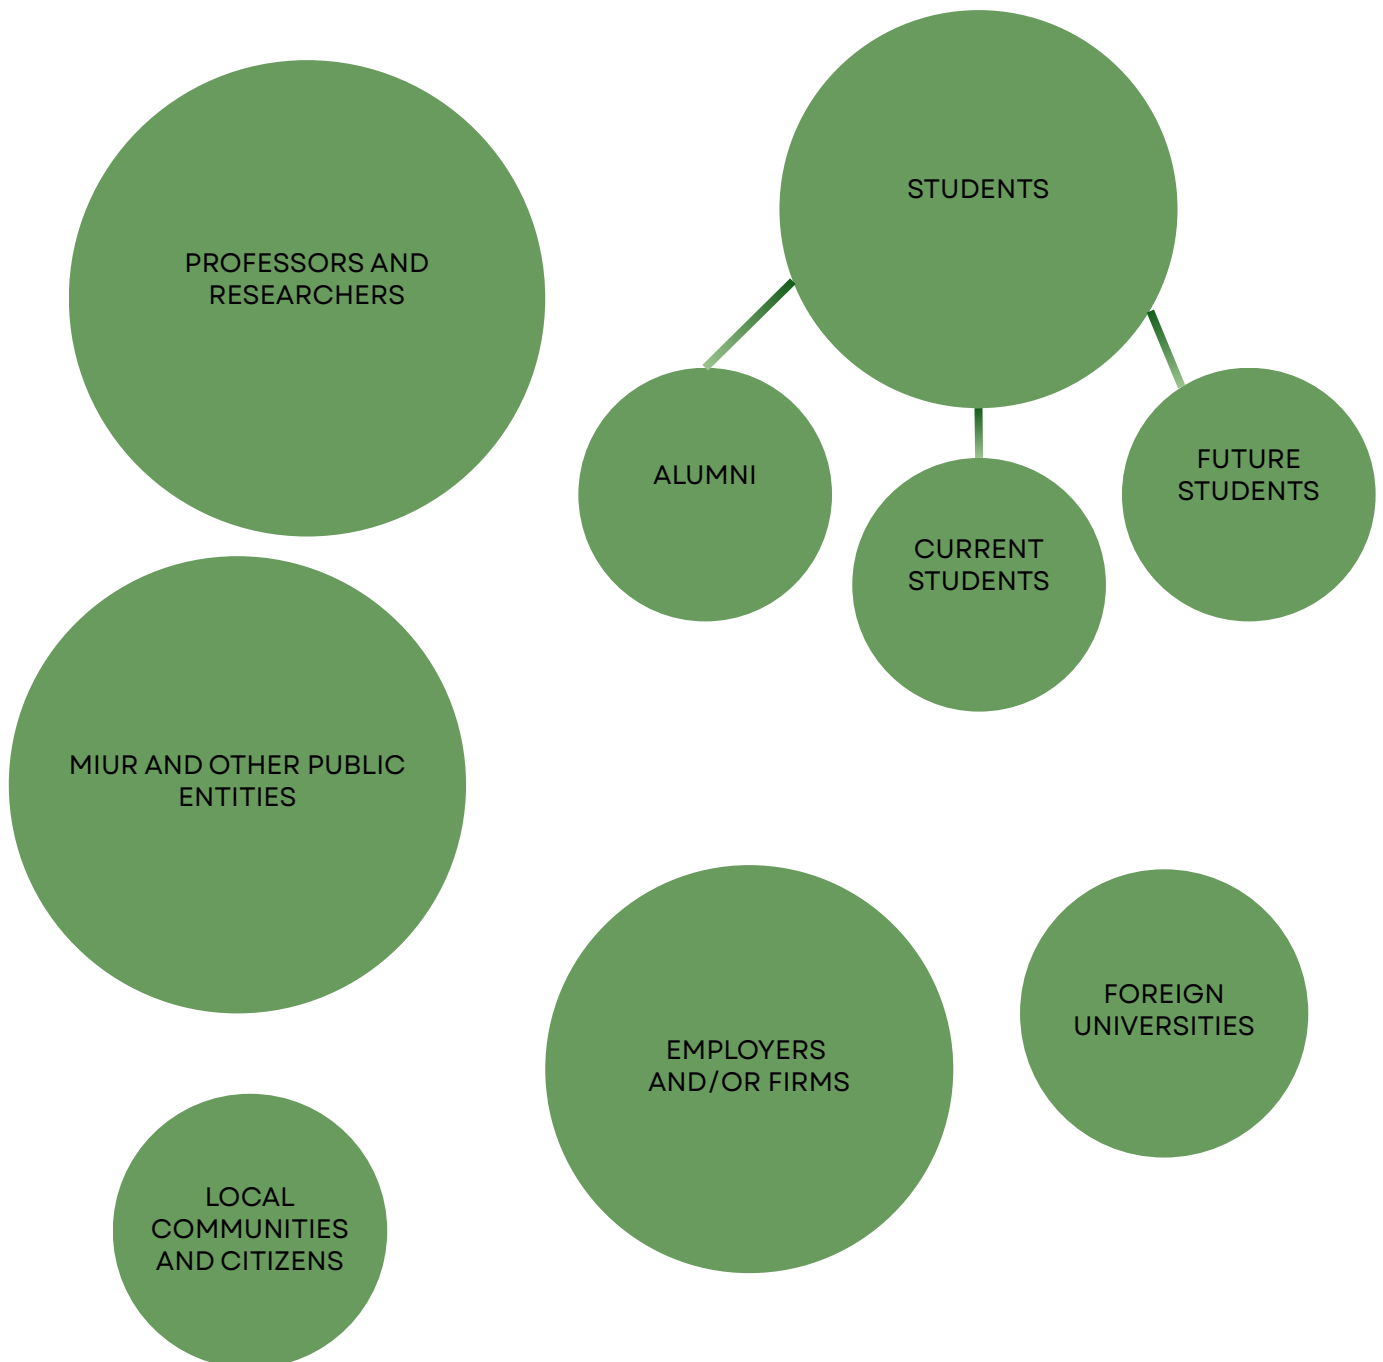 STUDENTS
PROFESSORS AND
RESEARCHERS
ALUMNI
CURRENT
STUDENTS
FUTURE
STUDENTS
MIUR AND OTHER PUBLIC
ENTITIES
EMPLOYERS
AND/OR FIRMS
FOREIGN
UNIVERSITIES
LOCAL
COMMUNITIES
AND CITIZENS